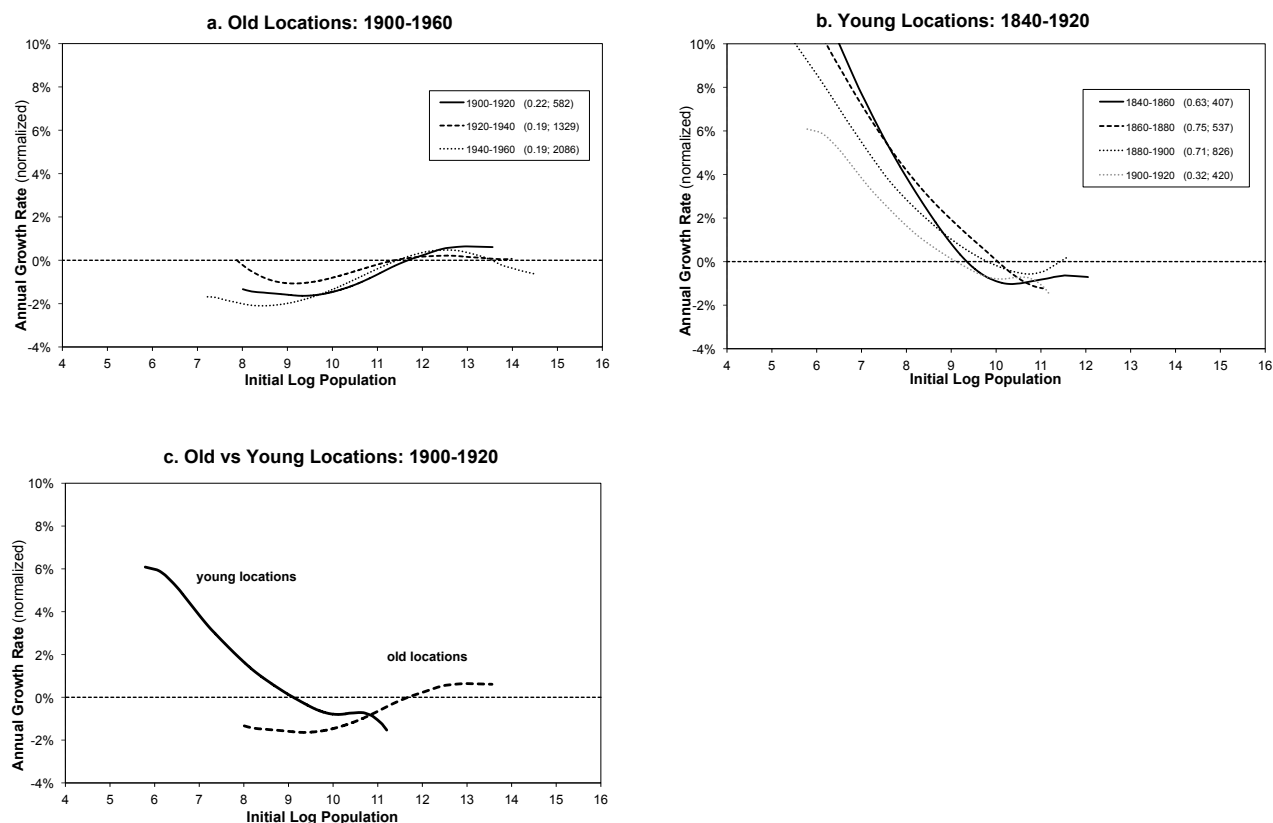 a. Old Locations: 1900-1960
10%
8%
6%
4%
2%
0%
-2%
-4%
Annual Growth Rate (normalized)
1900-1920 (0.22; 582)
1920-1940 (0.19; 1329)
1940-1960 (0.19; 2086)
4 5 6 7 8 9 10 11 12 13 14 15 16
Initial Log Population
b. Young Locations: 1840-1920
10%
8%
6%
4%
2%
0%
-2%
-4%
Annual Growth Rate (normalized)
1840-1860 (0.63; 407)
1860-1880 (0.75; 537)
1880-1900 (0.71; 826)
1900-1920 (0.32; 420)
4 5 6 7 8 9 10 11 12 13 14 15 16
Initial Log Population
c. Old vs Young Locations: 1900-1920
10%
8%
6%
4%
2%
0%
-2%
-4%
Annual Growth Rate (normalized)
young locations
old locations
4 5 6 7 8 9 10 11 12 13 14 15 16
Initial Log Population